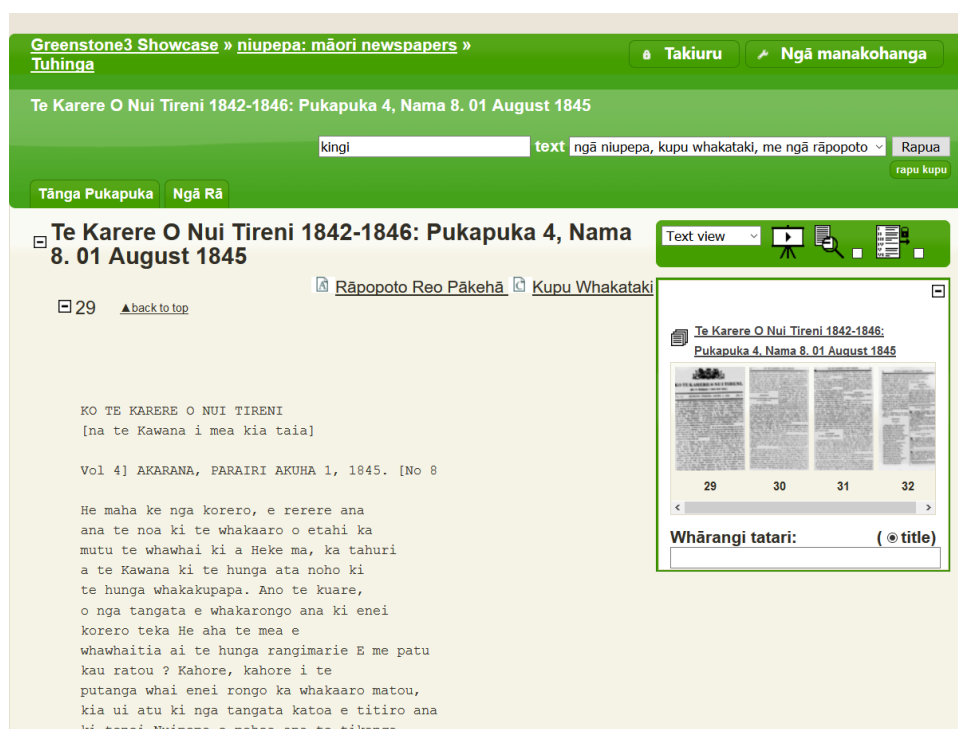 Greenstone3 Showcase » niupepa: māori newspapers »
Tuhinga
Takiuru
Ngā manakohanga
Te Karere O Nui Tireni 1842-1846: Pukapuka 4, Nama 8. 01 August 1845
kingi
text
ngā niupepa, kupu whakataki, me ngā rāpopoto
Rapua
rapu kupu
Tānga Pukapuka
Ngā Rā
Te Karere O Nui Tireni 1842-1846: Pukapuka 4, Nama
8. 01 August 1845
Rāpopoto Reo Pākehā
Kupu Whakataki
29
▲back to top
KO TE KARERE O NUI TIRENI
[na te Kawana i mea kia taia]
Vol 4] AKARANA, PARAIRI AKUHA 1, 1845. [No 8
He maha ke nga korero, e rerere ana
ana te noa ki te whakaaro o etahi ka
mutu te whawhai ki a Heke ma, ka tahuri
a te Kawana ki te hunga ata noho ki
te hunga whakakupapa. Ano te kuare,
o nga tangata e whakarongo ana ki enei
korero teka He aha te mea e
whawhaitia ai te hunga rangimarie E me patu
kau ratou ? Kahore, kahore i te
putanga whai enei rongo ka whakaaro matou,
kia ui atu ki nga tangata katoa e titiro ana
Text view
Te Karere O Nui Tireni 1842-1846:
Pukapuka 4, Nama 8. 01 August 1845
29
30
31
32
Whārangi tatari:
( title)